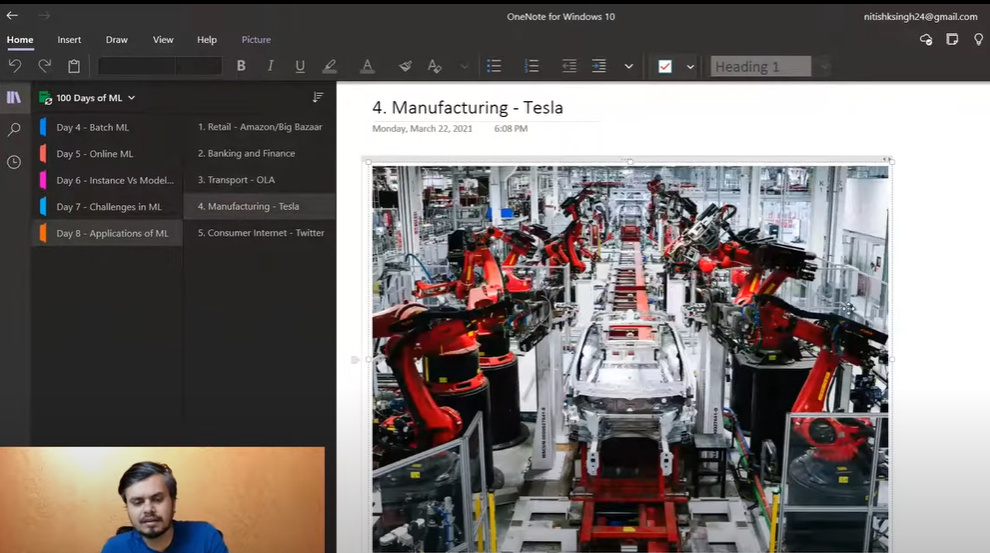 OneNote for Windows 10
nitishksingh24@gmail.com
Home Insert Draw View Help Picture
B I U A A Heading 1
100 Days of ML
Day 4 - Batch ML
Day 5 - Online ML
Day 6 - Instance Vs Model...
Day 7 - Challenges in ML
Day 8 - Applications of ML
1. Retail - Amazon/Big Bazaar
2. Banking and Finance
3. Transport - OLA
4. Manufacturing - Tesla
5. Consumer Internet - Twitter
4. Manufacturing - Tesla
Monday, March 22, 2021 6:08 PM